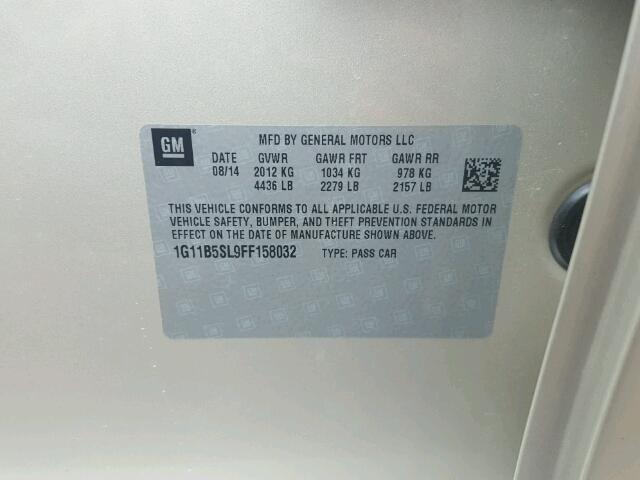 GM ® MFD BY GENERAL MOTORS LLC
DATE GVWR GAWR FRT GAWR RR
08/14 2012 KG 1034 KG 978 KG
4436 LB 2279 LB 2157 LB
THIS VEHICLE CONFORMS TO ALL APPLICABLE U.S. FEDERAL MOTOR
VEHICLE SAFETY, BUMPER, AND THEFT PREVENTION STANDARDS IN
EFFECT ON THE DATE OF MANUFACTURE SHOWN ABOVE.
1G11B5SL9FF158032 TYPE: PASS CAR